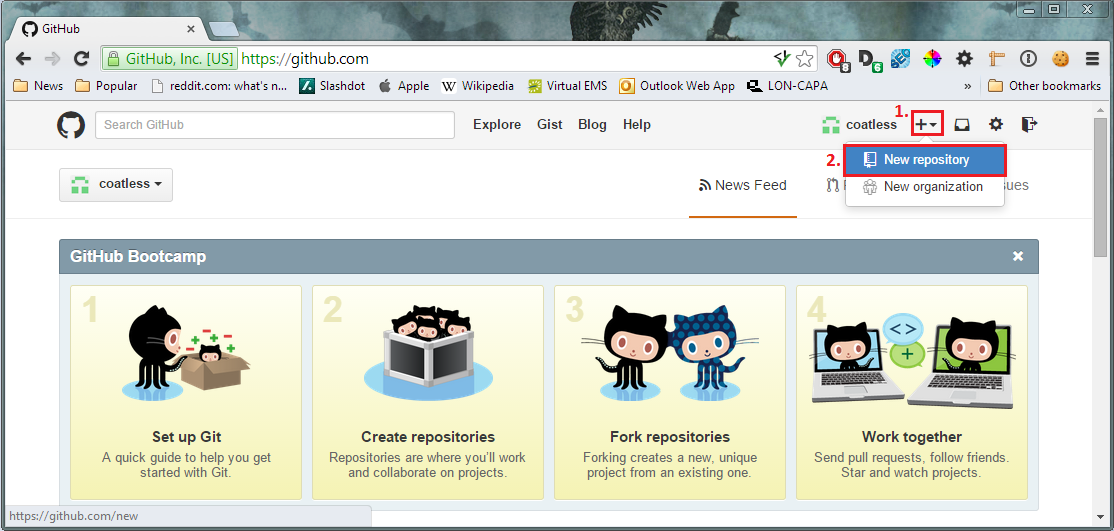 GitHub
GitHub, Inc. [US] https://github.com
8
6
News Popular reddit.com: what's n... Slashdot Apple Wikipedia Virtual EMS Outlook Web App LON-CAPA » Other bookmarks
Search GitHub Explore Gist Blog Help coatless
1.
2. New repository
New organization
coatless News Feed
sues
GitHub Bootcamp
1 2 3 4
Set up Git
A quick guide to help you get
started with Git.
Create repositories
Repositories are where you'll work
and collaborate on projects.
Fork repositories
Forking creates a new, unique
project from an existing one.
Work together
Send pull requests, follow friends.
Star and watch projects.
https://github.com/new